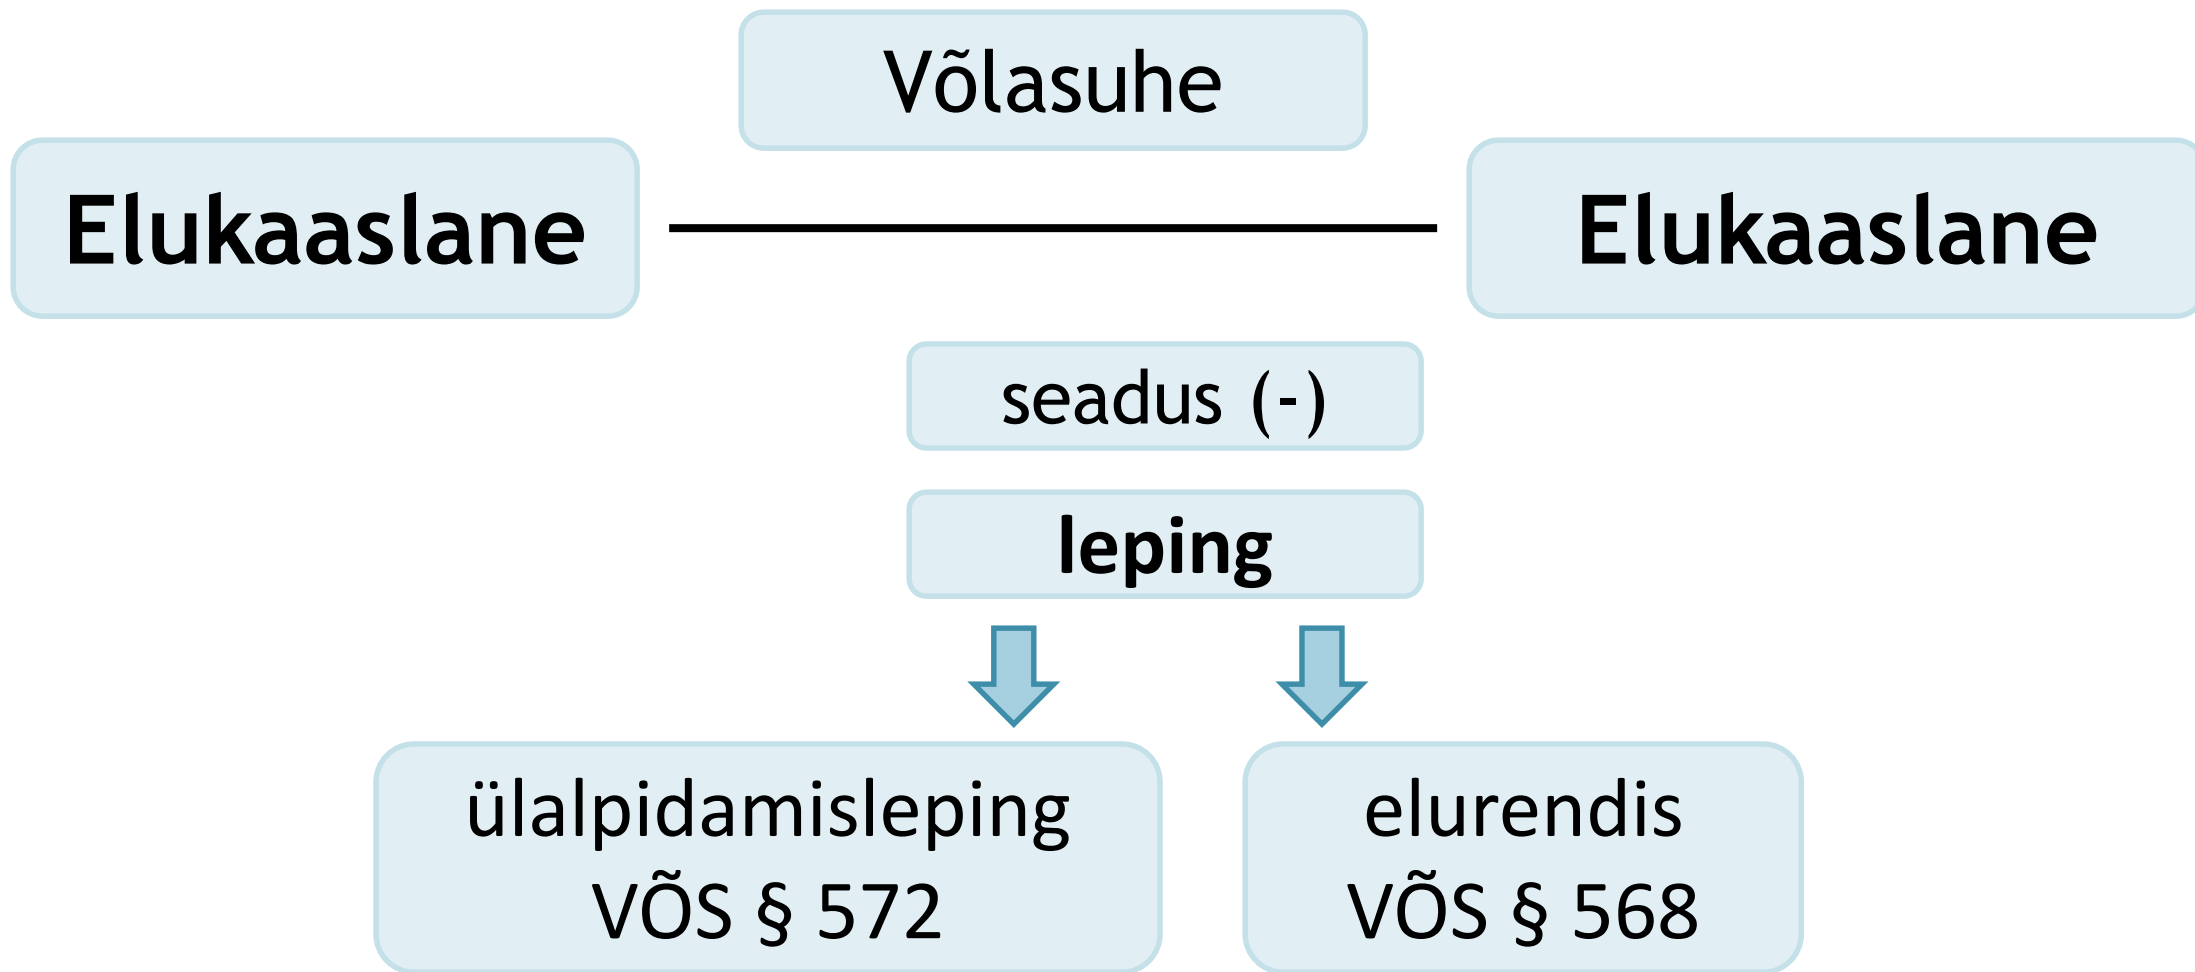 Võlasuhe
Elukaaslane
Elukaaslane
seadus (-)
leping
ülalpidamisleping
VÕS § 572
elurendis
VÕS § 568